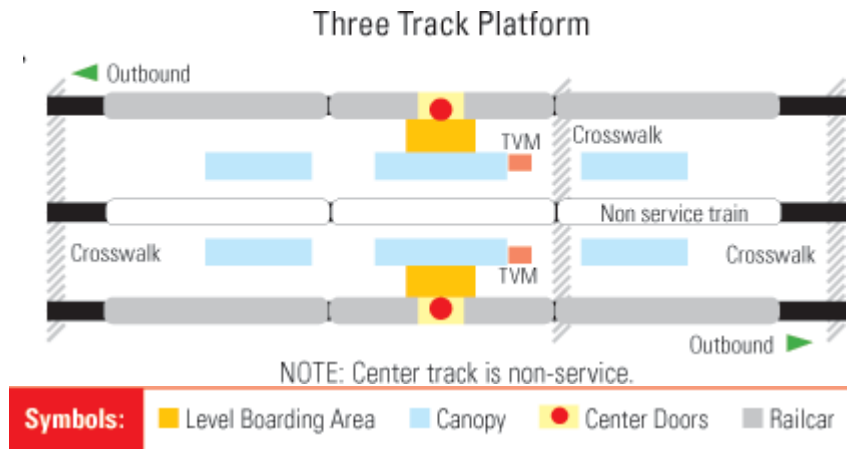 Three Track Platform
Outbound
TVM
Crosswalk
Non service train
Crosswalk
Crosswalk
TVM
Outbound
NOTE: Center track is non-service.
Symbols: Level Boarding Area Canopy Center Doors Railcar